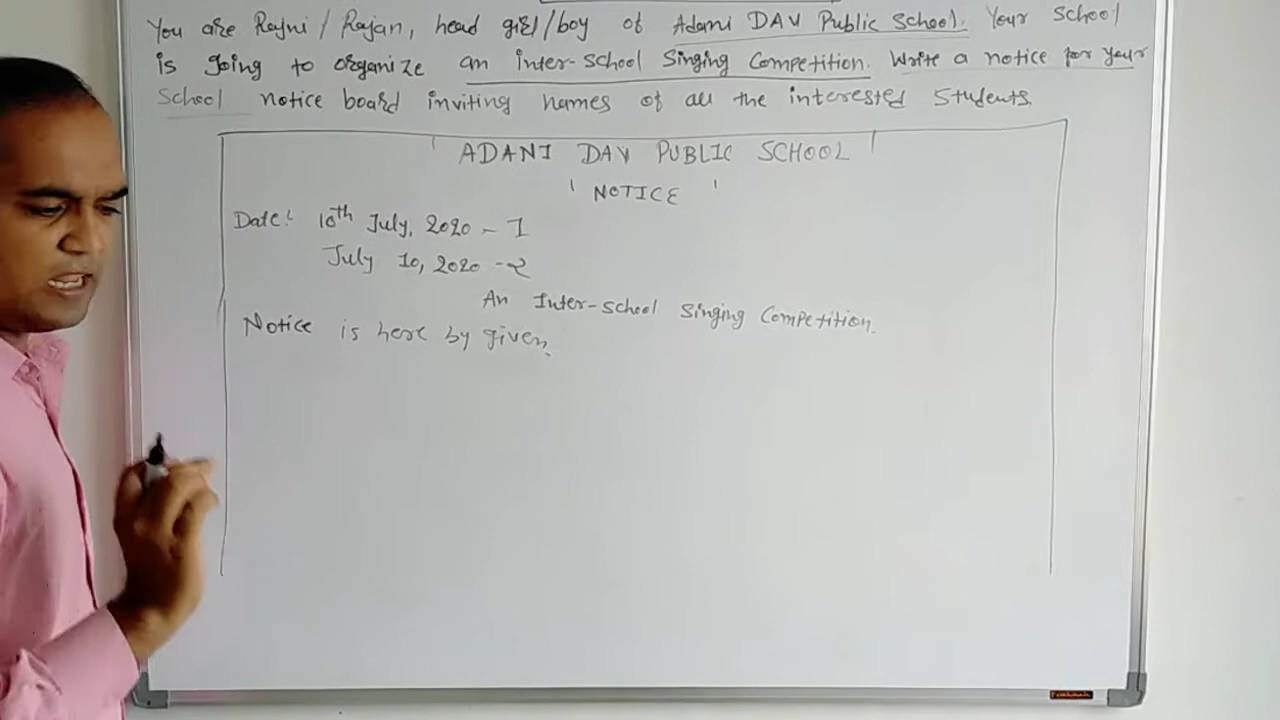 You are Rajni / Rajan, head girl/boy of Adani DAV Public School. Your School
is going to organize an inter-school Singing Competition. Write a notice for your
School notice board inviting names of all the interested Students.
ADANI DAV PUBLIC SCHOOL
' NOTICE '
Date: 10th July, 2020 - 1
July 10, 2020 - 2
An Inter-school Singing Competition.
Notice is here by given.